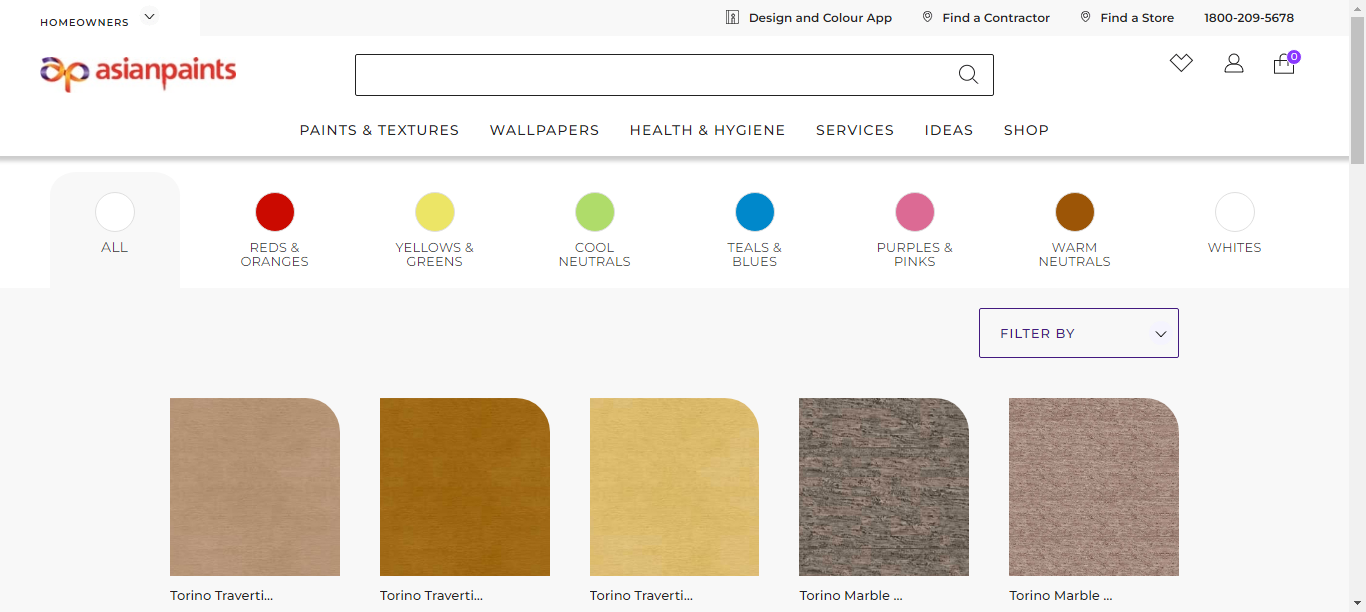 HOMEOWNERS
Design and Colour App
Find a Contractor
Find a Store
1800-209-5678
ap asianpaints
0
PAINTS & TEXTURES
WALLPAPERS
HEALTH & HYGIENE
SERVICES
IDEAS
SHOP
ALL
REDS &
ORANGES
YELLOWS &
GREENS
COOL
NEUTRALS
TEALS &
BLUES
PURPLES &
PINKS
WARM
NEUTRALS
WHITES
FILTER BY
Torino Traverti...
Torino Traverti...
Torino Traverti...
Torino Marble ...
Torino Marble ...